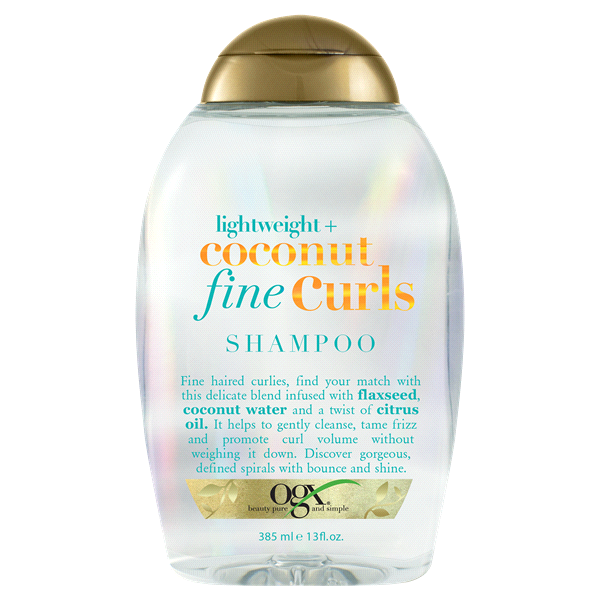 lightweight +
coconut
fine curls
SHAMPOO
Fine haired curlies, find your match with
this delicate blend infused with flaxseed,
coconut water and a twist of citrus
oil. It helps to gently cleanse, tame frizz
and promote curl volume without
weighing it down. Discover gorgeous,
defined spirals with bounce and shine.
ogx®
beauty pure and simple
385 ml e 13fl.oz.